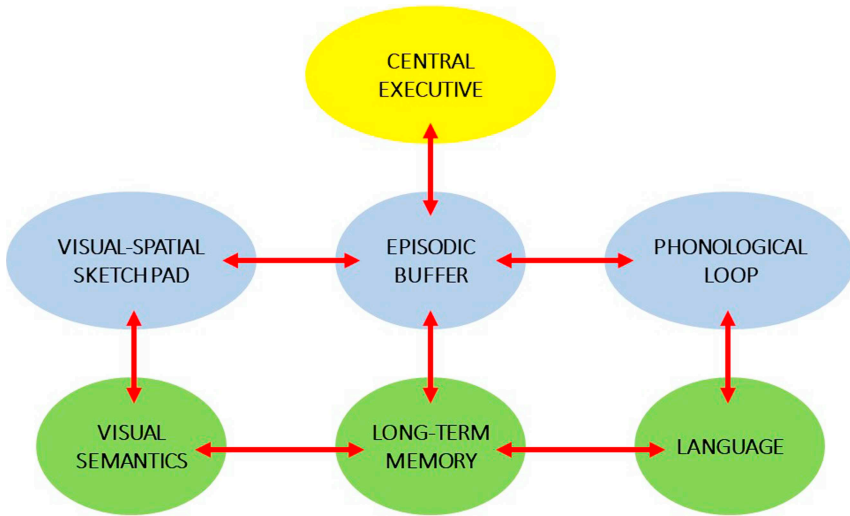 CENTRAL
EXECUTIVE
VISUAL-SPATIAL
SKETCH PAD
EPISODIC
BUFFER
PHONOLOGICAL
LOOP
VISUAL
SEMANTICS
LONG-TERM
MEMORY
LANGUAGE